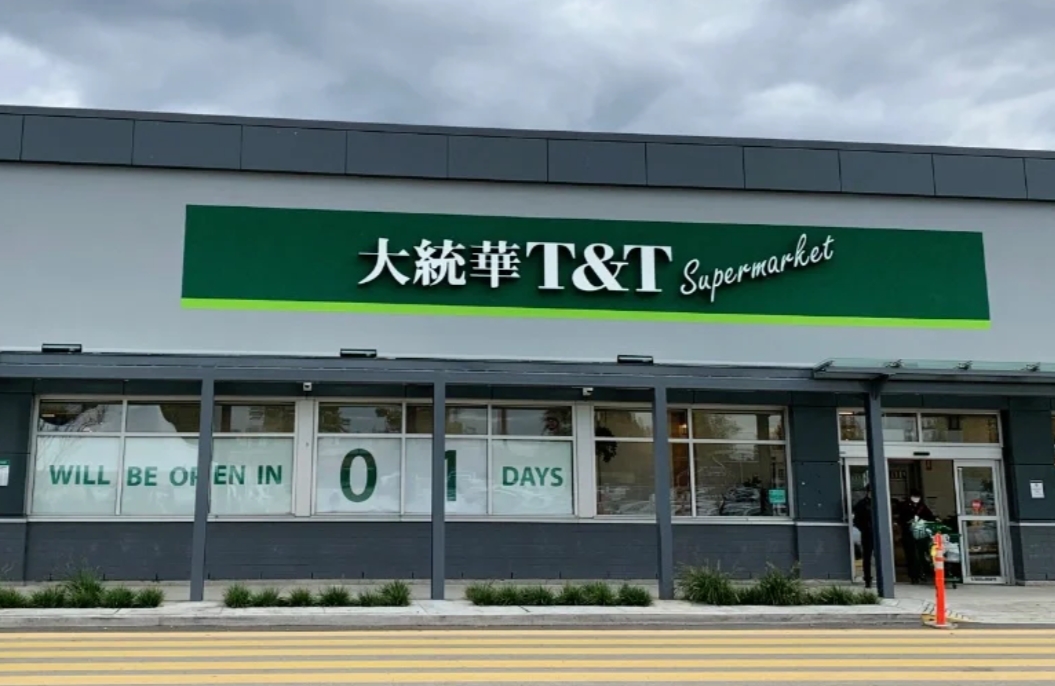 大統華 T&T Supermarket
WILL BE OPEN IN 01 DAYS